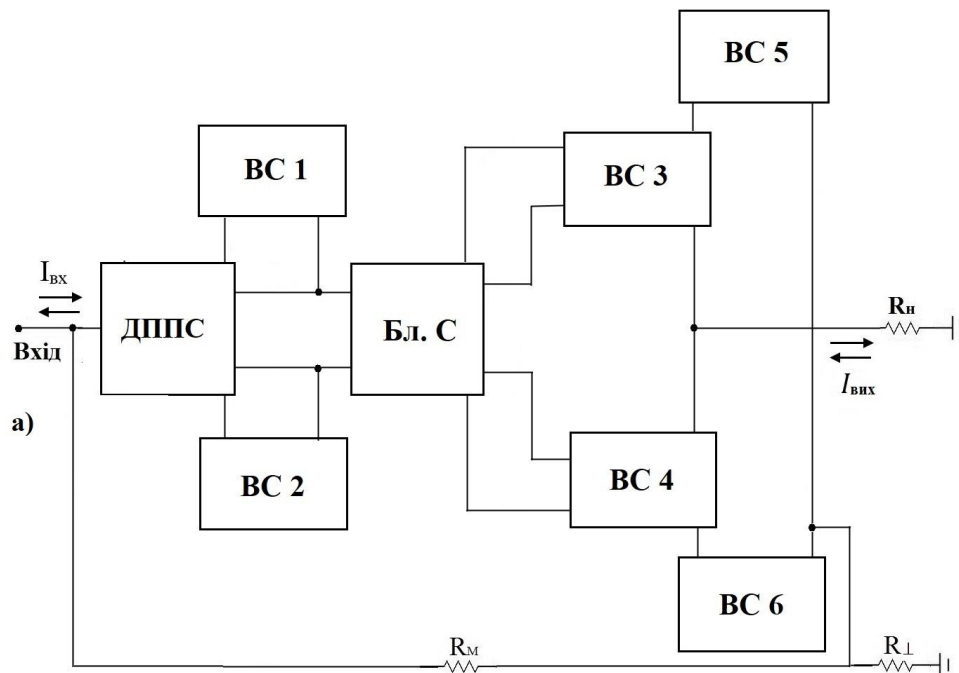 ВС 5
ВС 1
ВС 3
Iвх
ДППС
Бл. С
Rн
Вхід
Iвих
а)
ВС 2
ВС 4
ВС 6
Rм
R⊥